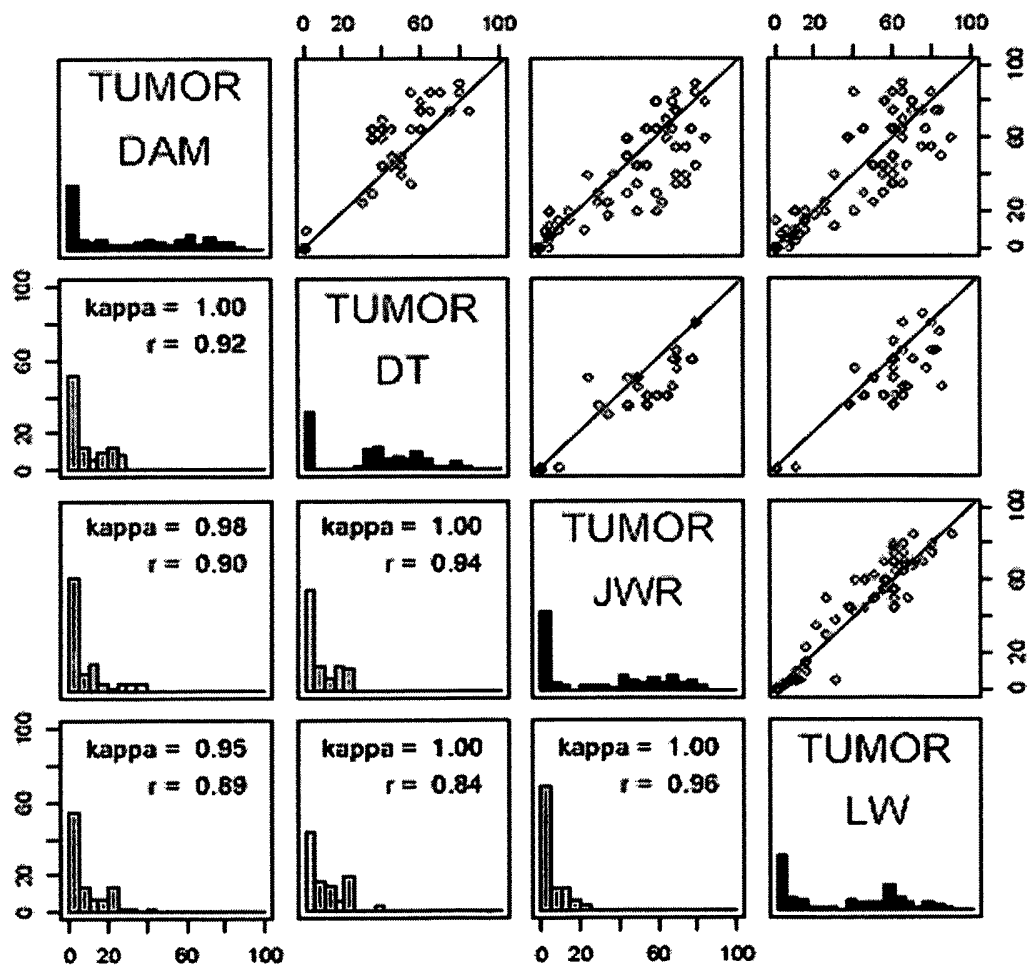 0 60 100 0 20 60 100
TUMOR
DAM
0 20 60 100
0 20 60 100
kappa = 1.00
r = 0.92
TUMOR
DT
kappa = 0.98
r = 0.90
kappa = 1.00
r = 0.94
TUMOR
JWR
0 20 60 100
0 20 60 100
kappa = 0.95
r = 0.89
kappa = 1.00
r = 0.84
kappa = 1.00
r = 0.96
TUMOR
LW
0 20 60 100 0 20 60 100